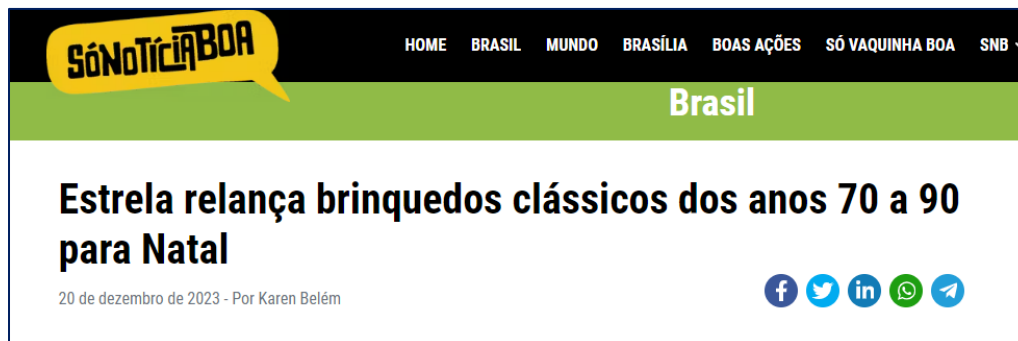 SÓNOTÍCIABOA
HOME BRASIL MUNDO BRASÍLIA BOAS AÇÕES SÓ VAQUINHA BOA SNB
Brasil
Estrela relança brinquedos clássicos dos anos 70 a 90
para Natal
20 de dezembro de 2023 - Por Karen Belém